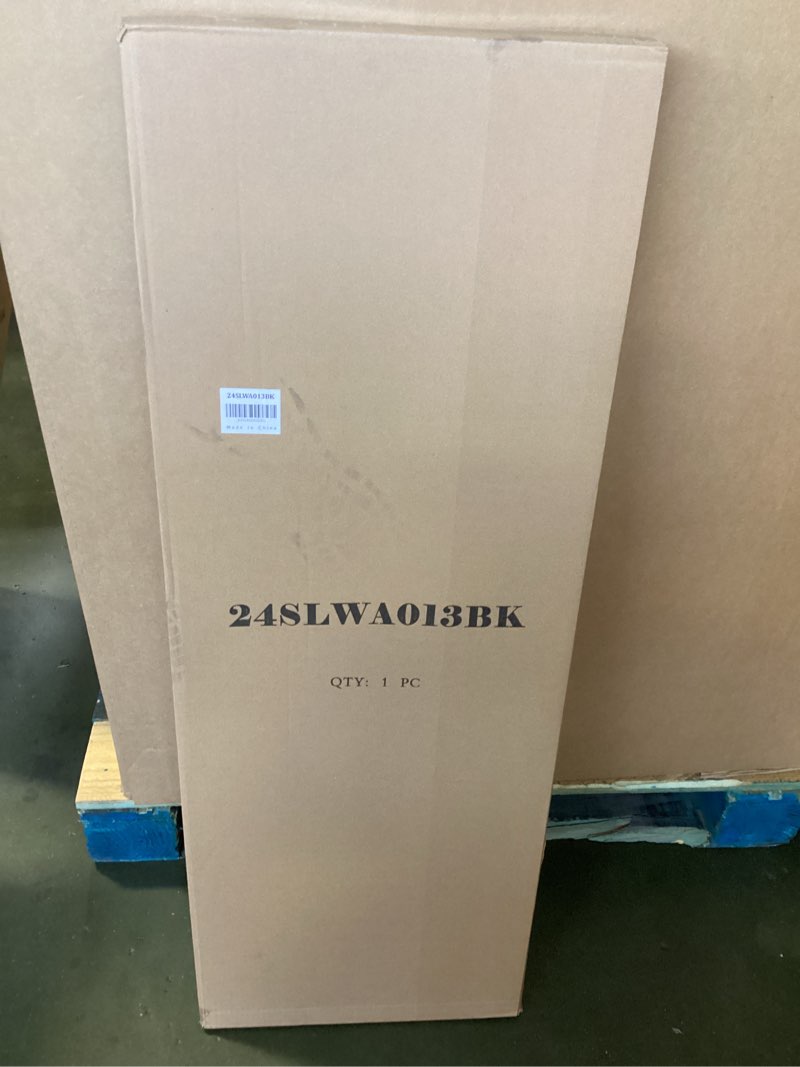 24SLWA013BK
Made in China
24SLWA013BK
QTY: 1 PC